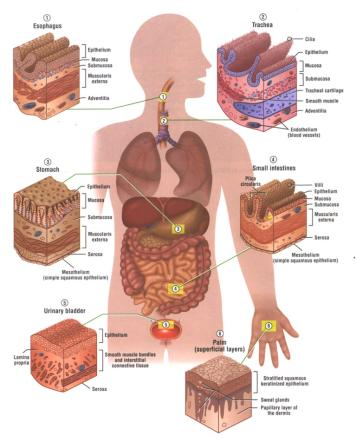 ①
Esophagus
Epithelium
Mucosa
Submucosa
Muscularis
externa
Adventitia
②
Trachea
Cilia
Epithelium
Mucosa
Submucosa
Tracheal cartilage
Smooth muscle
Adventitia
Endothelium
(blood vessels)
1
2
③
Stomach
Epithelium
Mucosa
Submucosa
Muscularis
externa
Serosa
Mesothelium
(simple squamous epithelium)
3
④
Small intestines
Plica
circularis
Villi
Epithelium
Mucosa
Submucosa
Muscularis
externa
Serosa
Mesothelium
(simple squamous epithelium)
4
⑤
Urinary bladder
Epithelium
Lamina
propria
Smooth muscle bundles
and interstitial
connective tissue
Serosa
5
6
⑥
Palm
(superficial layers)
Stratified squamous
keratinized epithelium
Sweat glands
Papillary layer of
the dermis